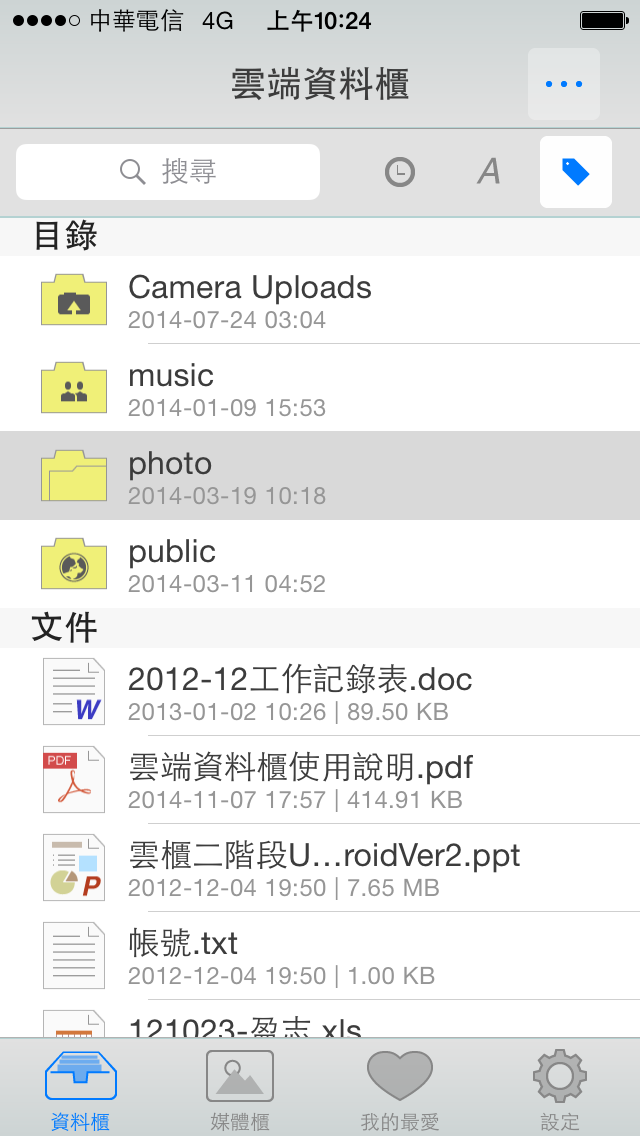 中華電信 4G 上午10:24
雲端資料櫃
搜尋 A
目錄
Camera Uploads
2014-07-24 03:04
music
2014-01-09 15:53
photo
2014-03-19 10:18
public
2014-03-11 04:52
文件
2012-12工作記錄表.doc
2013-01-02 10:26 | 89.50 KB
W
PDF
雲端資料櫃使用說明.pdf
2014-11-07 17:57 | 414.91 KB
雲櫃二階段U...roidVer2.ppt
2012-12-04 19:50 | 7.65 MB
P
帳號.txt
2012-12-04 19:50 | 1.00 KB
121023-盈志.xls
資料櫃 媒體櫃 我的最愛 設定